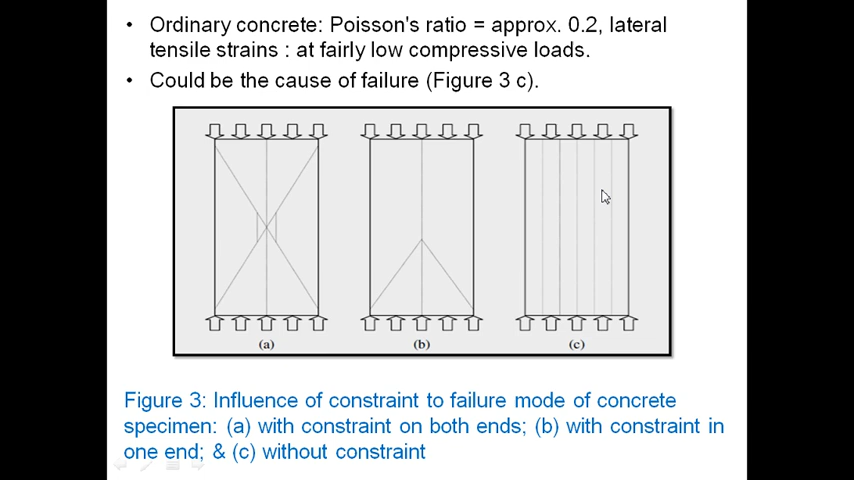 • Ordinary concrete: Poisson's ratio = approx. 0.2, lateral
tensile strains : at fairly low compressive loads.
• Could be the cause of failure (Figure 3 c).
(a) (b) (c)
Figure 3: Influence of constraint to failure mode of concrete
specimen: (a) with constraint on both ends; (b) with constraint in
one end; & (c) without constraint